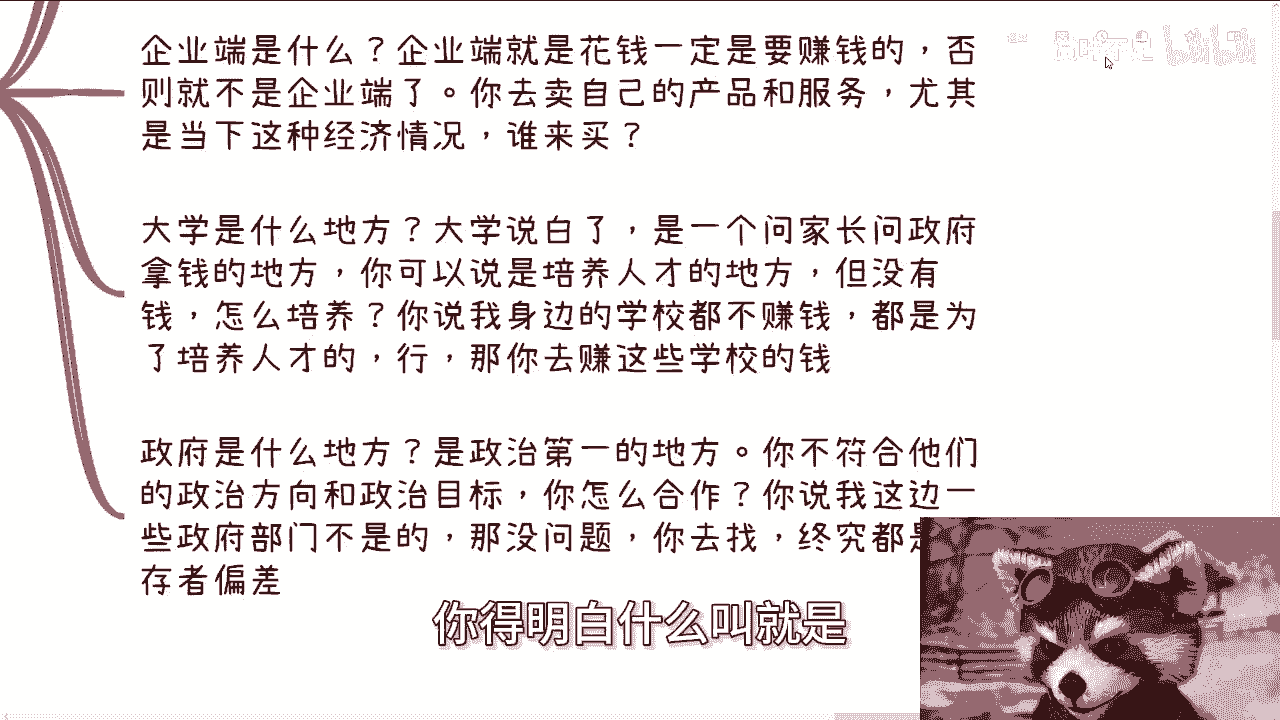 企业端是什么？企业端就是花钱一定是要赚钱的，否
则就不是企业端了。你去卖自己的产品和服务，尤其
是当下这种经济情况，谁来买？
大学是什么地方？大学说白了，是一个问家长问政府
拿钱的地方，你可以说是培养人才的地方，但没有
钱，怎么培养？你说我身边的学校都不赚钱，都是为
了培养人才的，行，那你去赚这些学校的钱
政府是什么地方？是政治第一的地方。你不符合他们
的政治方向和政治目标，你怎么合作？你说我这边一
些政府部门不是的，那没问题，你去找，终究都是
存者偏差
你得明白什么叫就是
bilibili